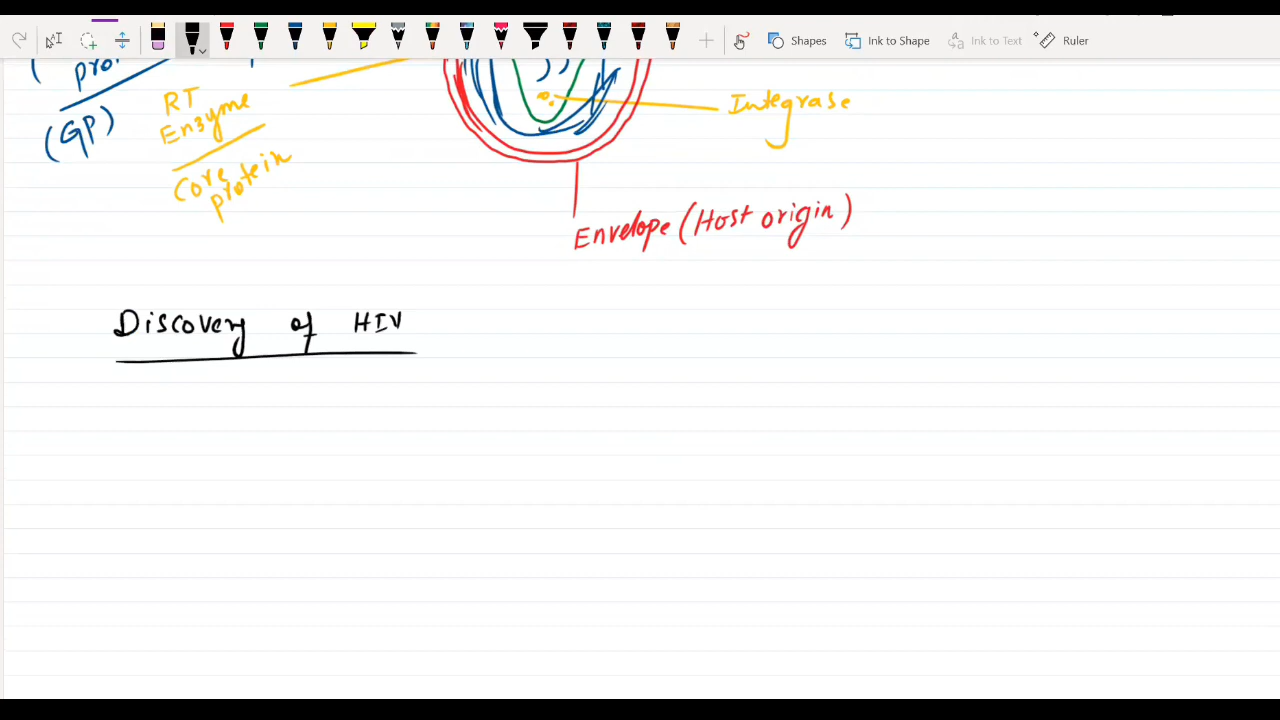 Shapes
Ink to Shape
Ink to Text
Ruler
(GP)
RT
Enzyme
Core
protein
Integrase
Envelope (Host origin)
Discovery of HIV